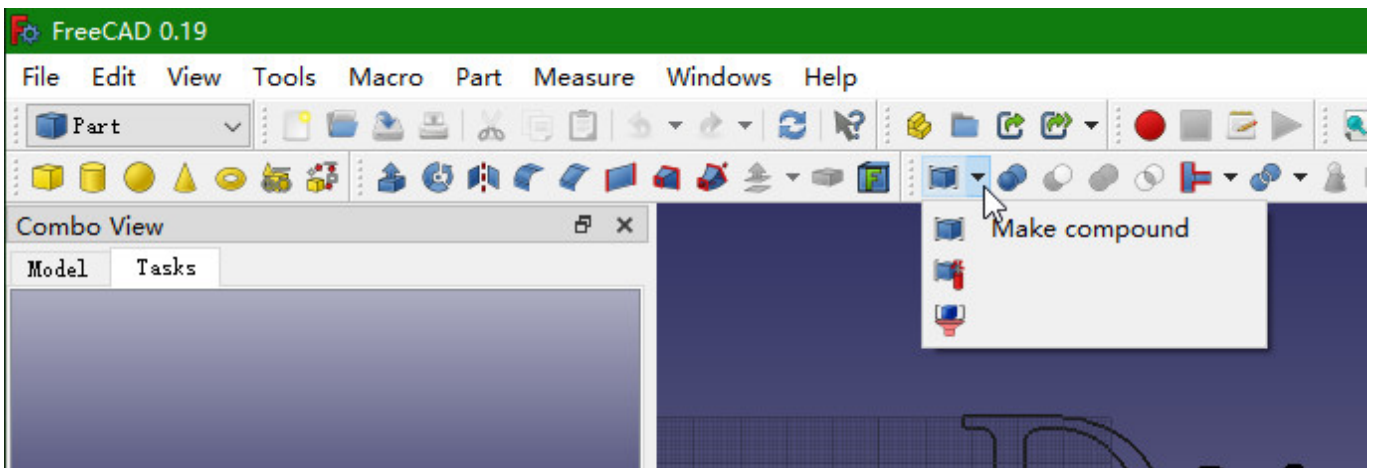 FreeCAD 0.19
File Edit View Tools Macro Part Measure Windows Help
Part
Combo View
Make compound
Model Tasks